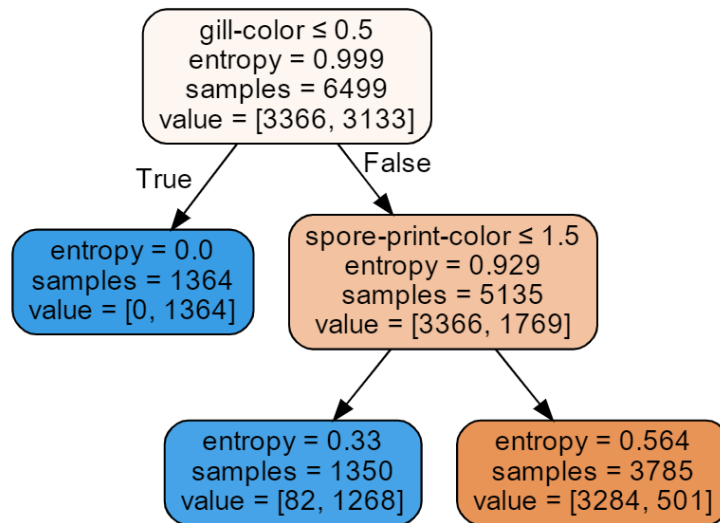 gill-color ≤ 0.5
entropy = 0.999
samples = 6499
value = [3366, 3133]
True
False
entropy = 0.0
samples = 1364
value = [0, 1364]
spore-print-color ≤ 1.5
entropy = 0.929
samples = 5135
value = [3366, 1769]
entropy = 0.33
samples = 1350
value = [82, 1268]
entropy = 0.564
samples = 3785
value = [3284, 501]